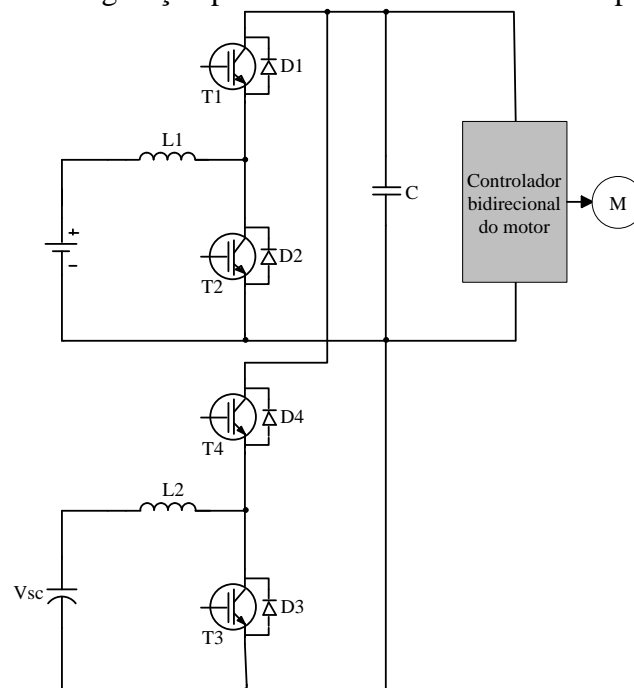 D1
T1
L1
+
-
D2
T2
C
Controlador
bidirecional
do motor
M
D4
T4
L2
Vsc
D3
T3